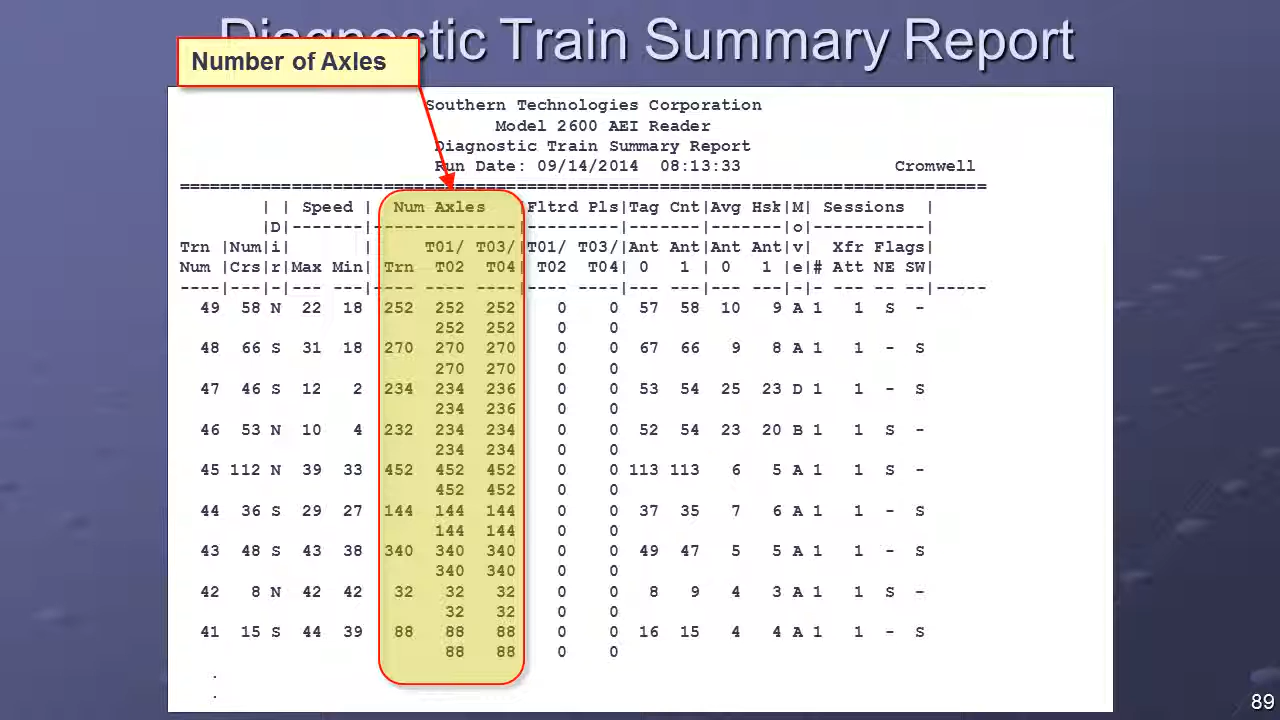 Diagnostic Train Summary Report
Number of Axles
Southern Technologies Corporation
Model 2600 AEI Reader
Diagnostic Train Summary Report
Run Date: 09/14/2014  08:13:33               Cromwell
================================================================================
        | | Speed |  Num Axles    |Fltrd Pls|Tag Cnt|Avg Hsk|M| Sessions  |
        |D|-------|--------------|---------|-------|-------|o|-----------|
Trn |Num|i|       |     T01/ T03/|T01/ T03/|Ant Ant|Ant Ant|v|  Xfr Flags|
Num |Crs|r|Max Min| Trn  T02  T04| T02  T04| 0   1 | 0   1 |e|# Att NE SW|
----|---|-|--- ---|---- ---- ----|---- ----|--- ---|--- ---|-|- --- -- --|-----
49  58 N  22  18  252  252  252    0    0  57  58  10   9 A 1   1  S  -
252  252    0    0
48  66 S  31  18  270  270  270    0    0  67  66   9   8 A 1   1  -  S
270  270    0    0
47  46 S  12   2  234  234  236    0    0  53  54  25  23 D 1   1  -  S
234  236    0    0
46  53 N  10   4  232  234  234    0    0  52  54  23  20 B 1   1  S  -
234  234    0    0
45 112 N  39  33  452  452  452    0    0 113 113   6   5 A 1   1  S  -
452  452    0    0
44  36 S  29  27  144  144  144    0    0  37  35   7   6 A 1   1  -  S
144  144    0    0
43  48 S  43  38  340  340  340    0    0  49  47   5   5 A 1   1  -  S
340  340    0    0
42   8 N  42  42   32   32   32    0    0   8   9   4   3 A 1   1  S  -
32   32    0    0
41  15 S  44  39   88   88   88    0    0  16  15   4   4 A 1   1  -  S
88   88    0    0
.
.
89